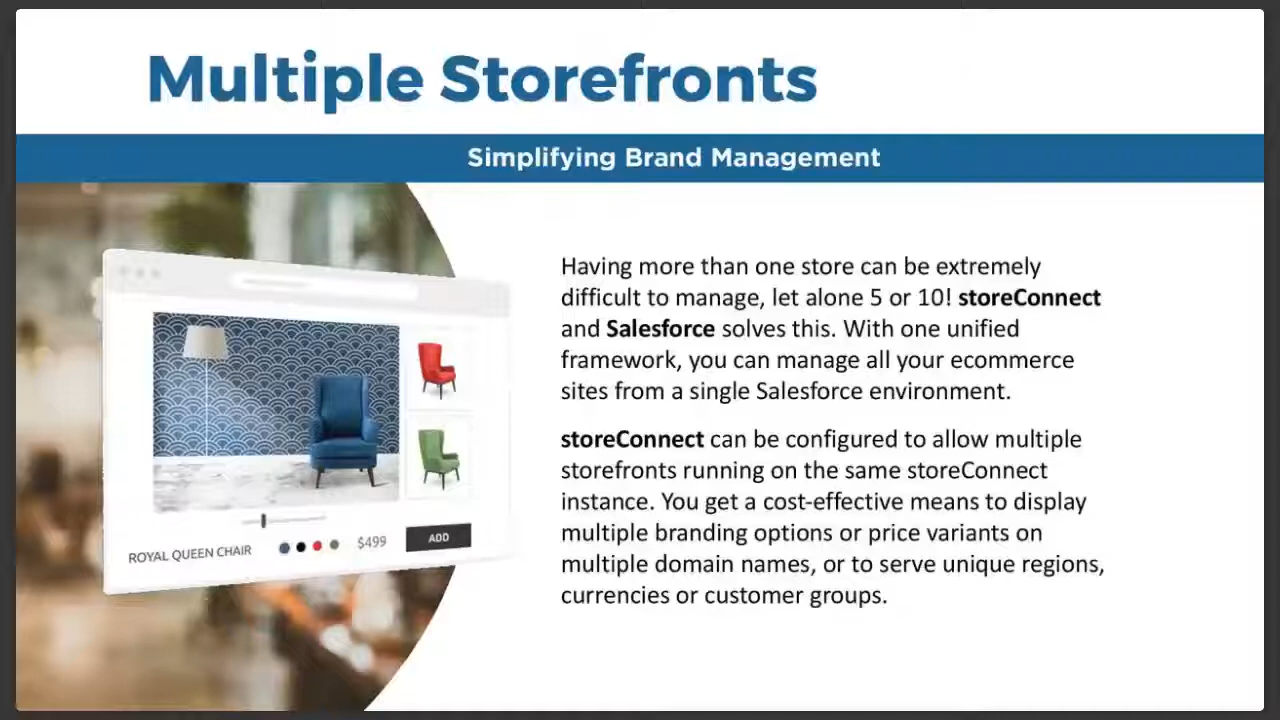 Multiple Storefronts
Simplifying Brand Management
Having more than one store can be extremely
difficult to manage, let alone 5 or 10! storeConnect
and Salesforce solves this. With one unified
framework, you can manage all your ecommerce
sites from a single Salesforce environment.
storeConnect can be configured to allow multiple
storefronts running on the same storeConnect
instance. You get a cost-effective means to display
multiple branding options or price variants on
multiple domain names, or to serve unique regions,
currencies or customer groups.
ROYAL QUEEN CHAIR $499 ADD